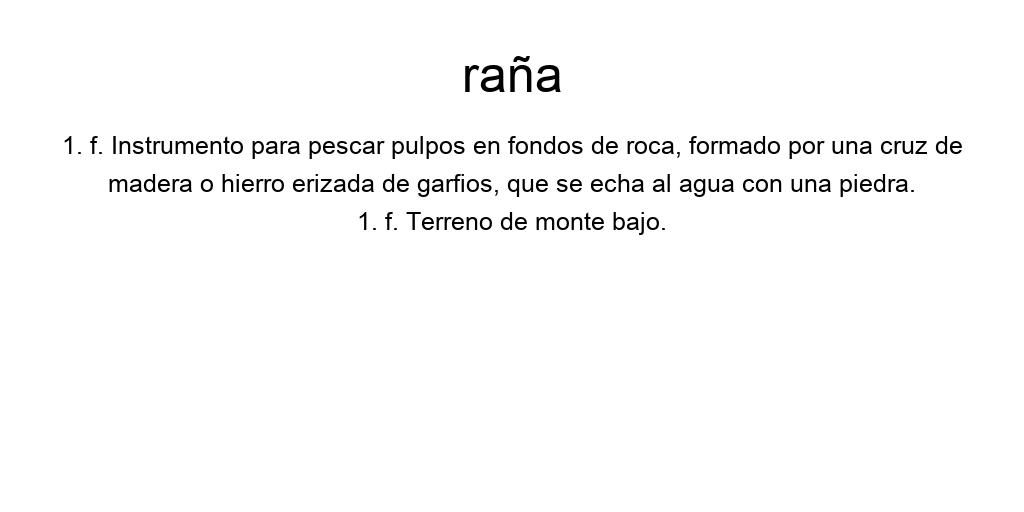 raña
1. f. Instrumento para pescar pulpos en fondos de roca, formado por una cruz de
madera o hierro erizada de garfios, que se echa al agua con una piedra.
1. f. Terreno de monte bajo.